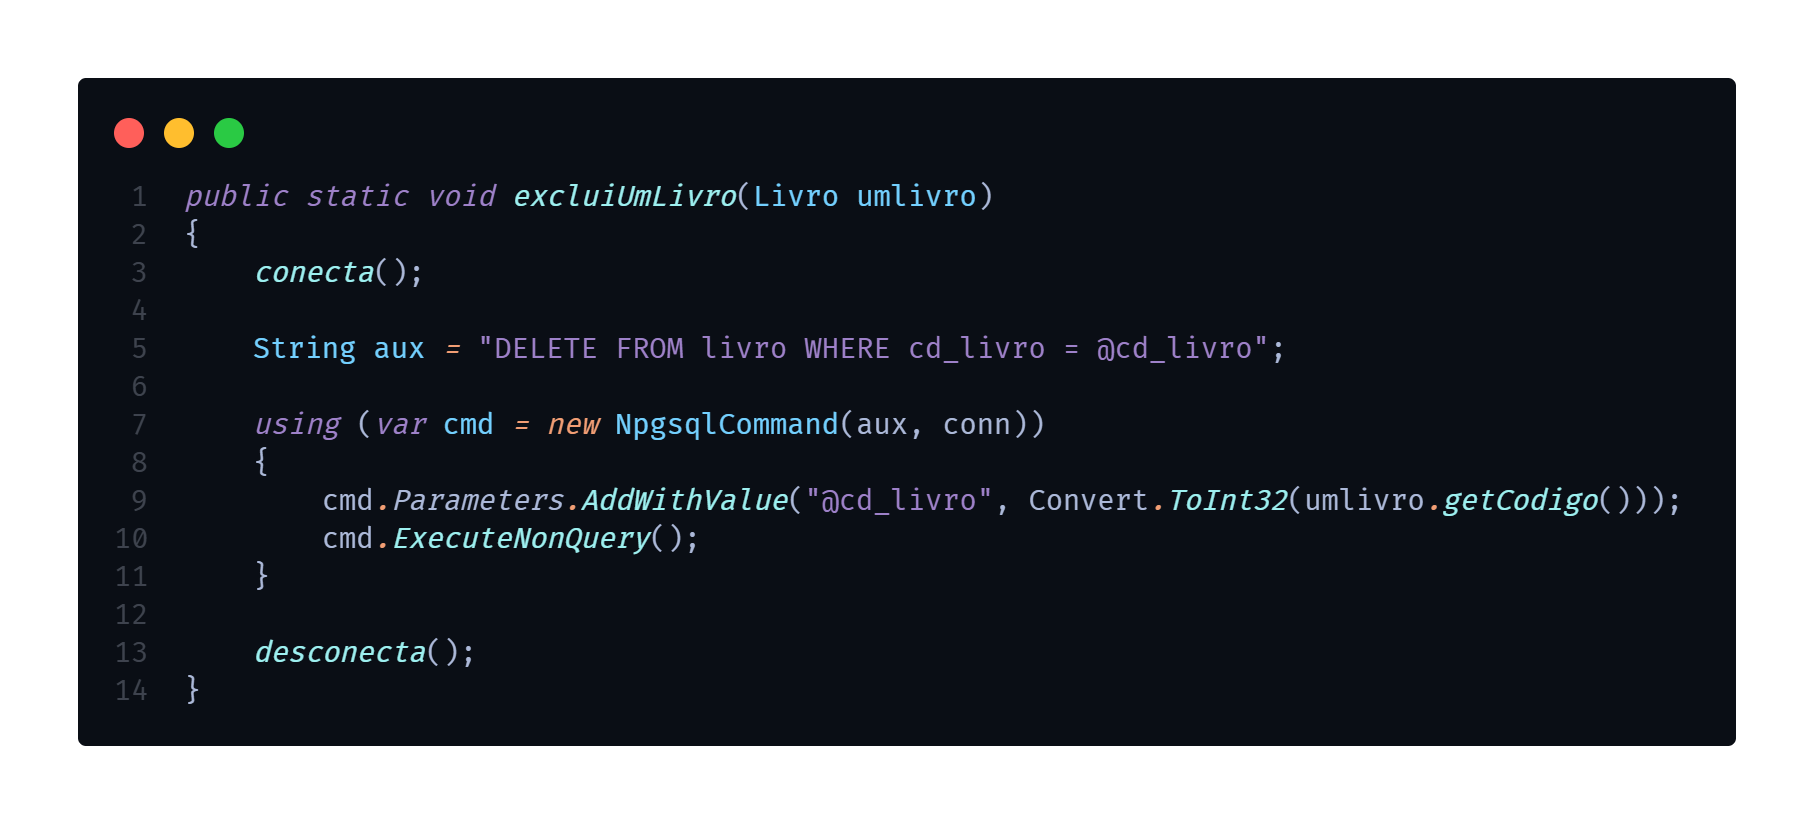 1 public static void excluiUmLivro(Livro umlivro)
2 {
3 conecta();
4
5 String aux = "DELETE FROM livro WHERE cd_livro = @cd_livro";
6
7 using (var cmd = new NpgsqlCommand(aux, conn))
8 {
9 cmd.Parameters.AddWithValue("@cd_livro", Convert.ToInt32(umlivro.getCodigo()));
10 cmd.ExecuteNonQuery();
11 }
12
13 desconecta();
14 }